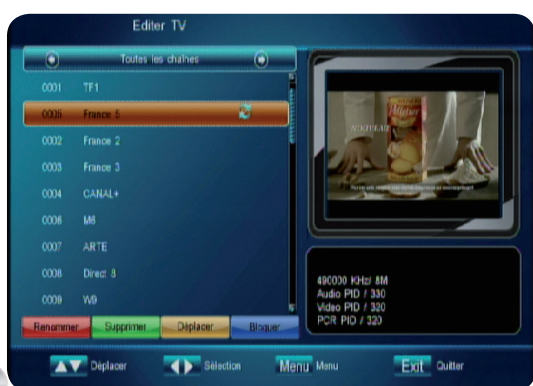 Editer TV
Toutes les chaînes
0001 TF1
0005 France 5
0002 France 2
0003 France 3
0004 CANAL+
0006 M6
0007 ARTE
0008 Direct 8
0009 W9
Renommer Supprimer Déplacer Bloquer
490000 KHz/ 8M
Audio PID / 330
Video PID / 320
PCR PID / 320
Déplacer Sélection Menu Menu Exit Quitter